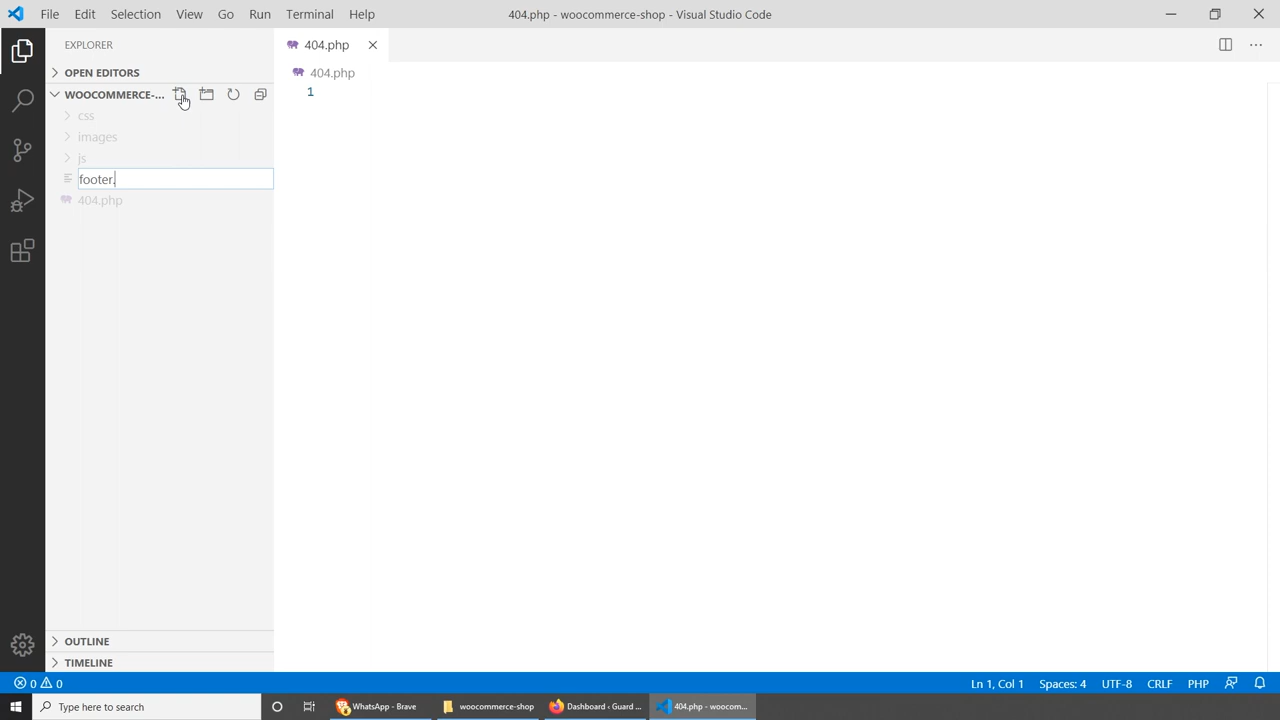 File Edit Selection View Go Run Terminal Help
404.php - woocommerce-shop - Visual Studio Code
EXPLORER
404.php
OPEN EDITORS
404.php
WOOCOMMERCE-...
1
css
images
js
footer.
404.php
OUTLINE
TIMELINE
0 0
Ln 1, Col 1 Spaces: 4 UTF-8 CRLF PHP
Type here to search
WhatsApp - Brave
woocommerce-shop
Dashboard ‹ Guard ...
404.php - woocom...